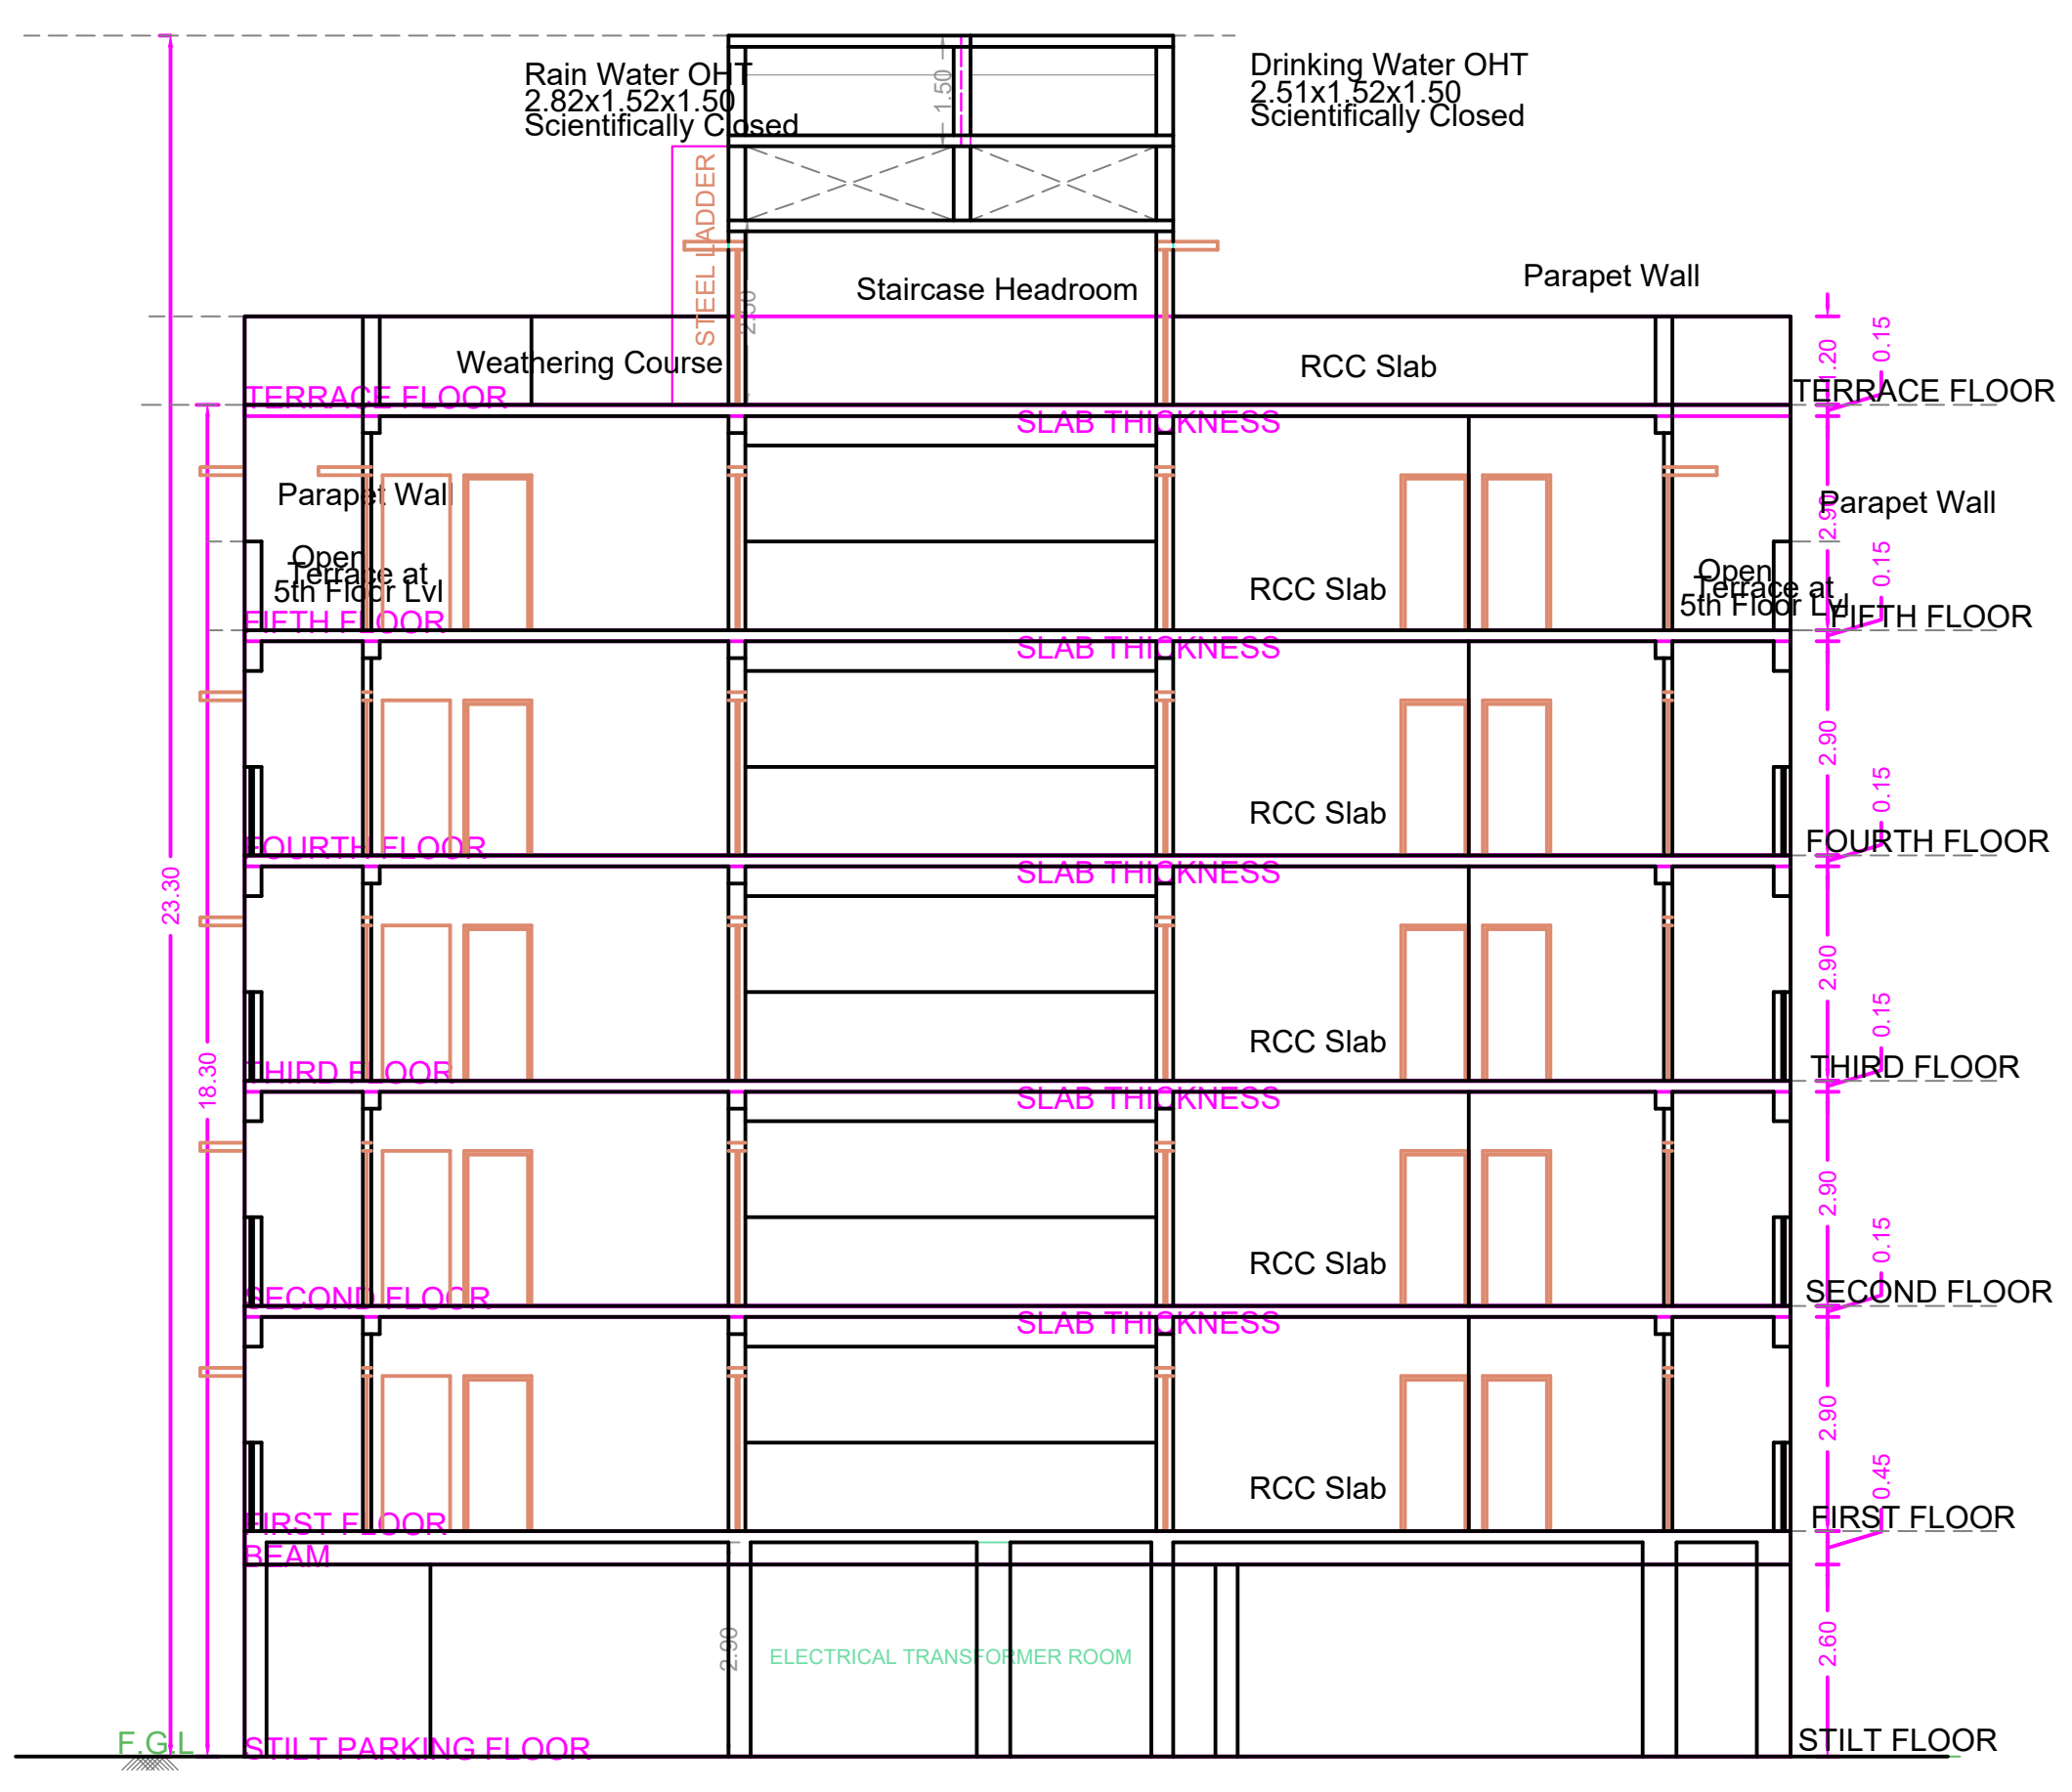 Rain Water OHT
2.82x1.52x1.50
Scientifically Closed
1.50
Drinking Water OHT
2.51x1.52x1.50
Scientifically Closed
STEEL LADDER
Staircase Headroom
Parapet Wall
Weathering Course
RCC Slab
1.20
0.15
TERRACE FLOOR
TERRACE FLOOR
SLAB THICKNESS
Parapet Wall
2.90
Parapet Wall
Open
Terrace at
5th Floor Lvl
RCC Slab
Open
Terrace at
5th Floor Lvl
0.15
FIFTH FLOOR
FIFTH FLOOR
SLAB THICKNESS
2.90
RCC Slab
0.15
FOURTH FLOOR
FOURTH FLOOR
SLAB THICKNESS
23.30
2.90
RCC Slab
0.15
18.30
THIRD FLOOR
THIRD FLOOR
SLAB THICKNESS
2.90
RCC Slab
0.15
SECOND FLOOR
SECOND FLOOR
SLAB THICKNESS
2.90
RCC Slab
0.45
FIRST FLOOR
FIRST FLOOR
BEAM
2.90
ELECTRICAL TRANSFORMER ROOM
2.60
F.G.L
STILT PARKING FLOOR
STILT FLOOR